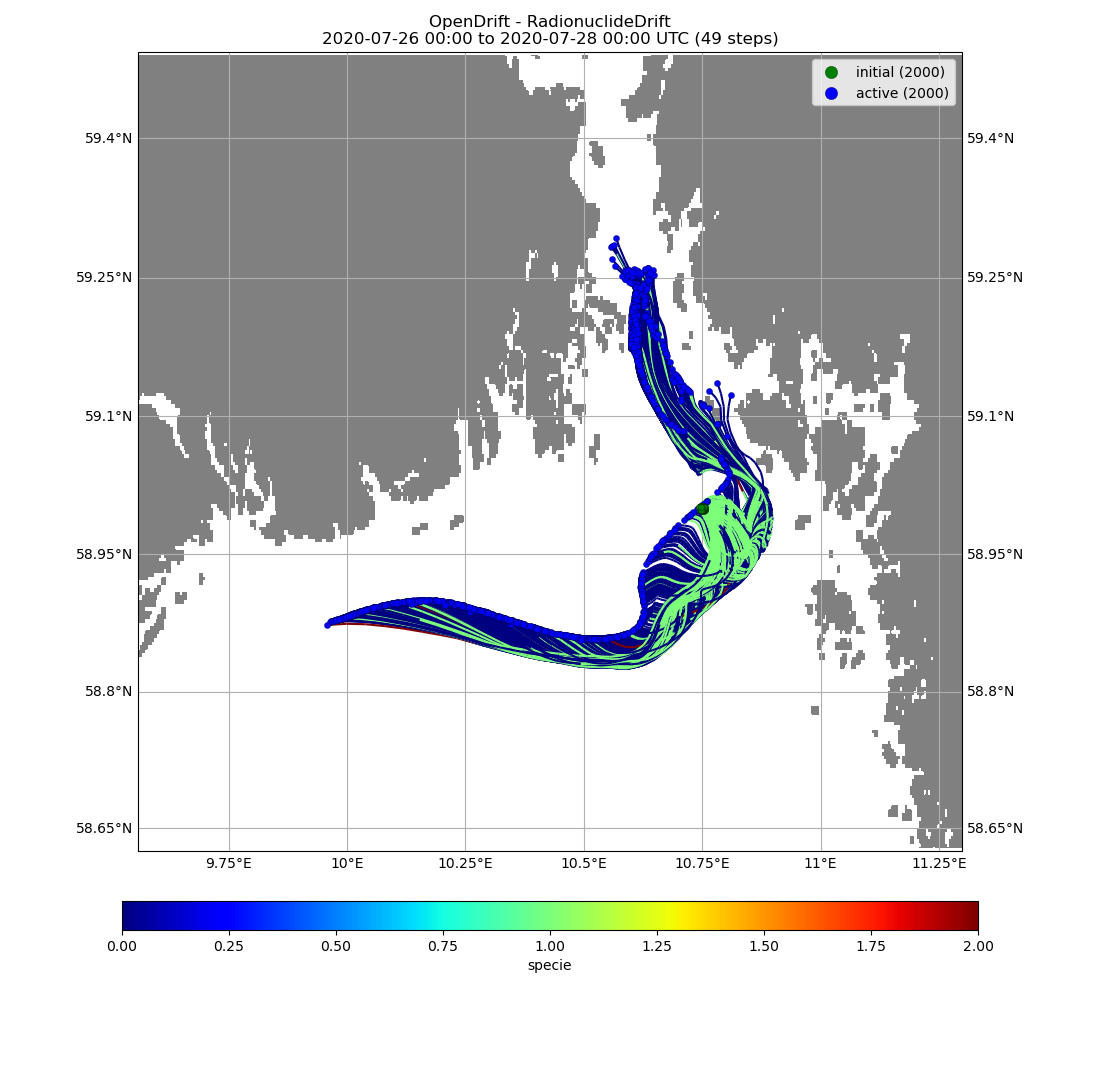 OpenDrift - RadionuclideDrift
2020-07-26 00:00 to 2020-07-28 00:00 UTC (49 steps)
initial (2000)
active (2000)
59.4°N 59.4°N
59.25°N 59.25°N
59.1°N 59.1°N
58.95°N 58.95°N
58.8°N 58.8°N
58.65°N 58.65°N
9.75°E 10°E 10.25°E 10.5°E 10.75°E 11°E 11.25°E
0.00 0.25 0.50 0.75 1.00 1.25 1.50 1.75 2.00
specie